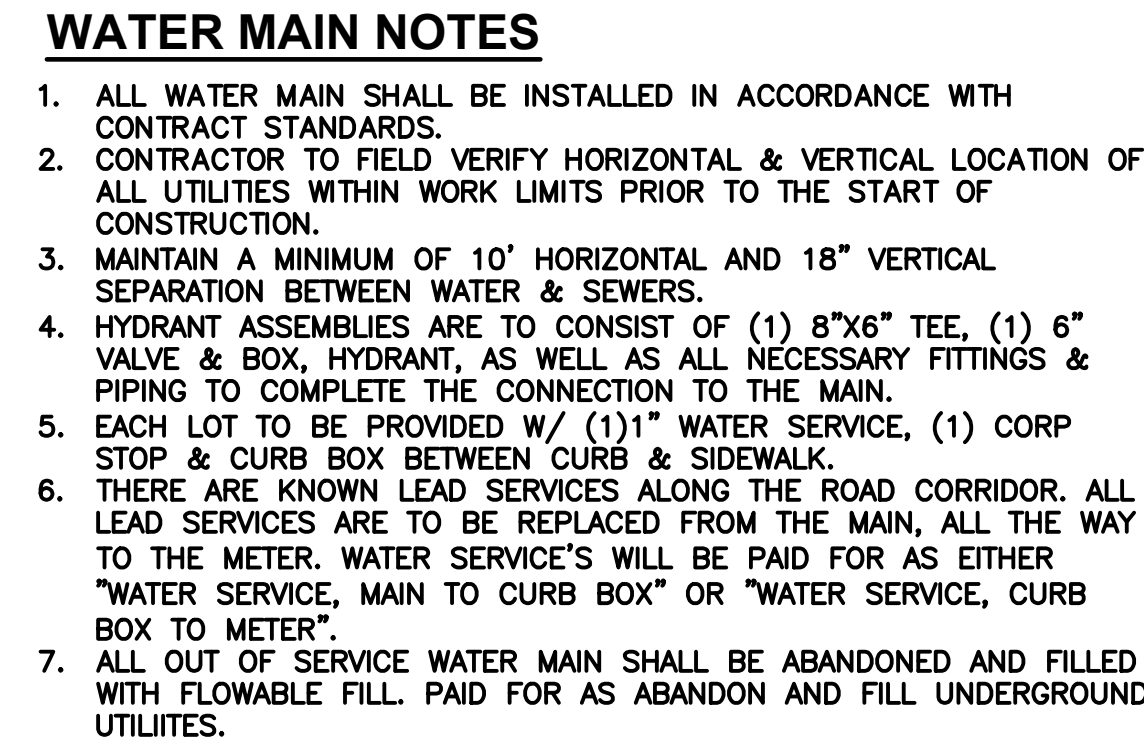 WATER MAIN NOTES
1. ALL WATER MAIN SHALL BE INSTALLED IN ACCORDANCE WITH
CONTRACT STANDARDS.
2. CONTRACTOR TO FIELD VERIFY HORIZONTAL & VERTICAL LOCATION OF
ALL UTILITIES WITHIN WORK LIMITS PRIOR TO THE START OF
CONSTRUCTION.
3. MAINTAIN A MINIMUM OF 10' HORIZONTAL AND 18" VERTICAL
SEPARATION BETWEEN WATER & SEWERS.
4. HYDRANT ASSEMBLIES ARE TO CONSIST OF (1) 8"X6" TEE, (1) 6"
VALVE & BOX, HYDRANT, AS WELL AS ALL NECESSARY FITTINGS &
PIPING TO COMPLETE THE CONNECTION TO THE MAIN.
5. EACH LOT TO BE PROVIDED W/ (1)1" WATER SERVICE, (1) CORP
STOP & CURB BOX BETWEEN CURB & SIDEWALK.
6. THERE ARE KNOWN LEAD SERVICES ALONG THE ROAD CORRIDOR. ALL
LEAD SERVICES ARE TO BE REPLACED FROM THE MAIN, ALL THE WAY
TO THE METER. WATER SERVICE'S WILL BE PAID FOR AS EITHER
"WATER SERVICE, MAIN TO CURB BOX" OR "WATER SERVICE, CURB
BOX TO METER".
7. ALL OUT OF SERVICE WATER MAIN SHALL BE ABANDONED AND FILLED
WITH FLOWABLE FILL. PAID FOR AS ABANDON AND FILL UNDERGROUND
UTILIITES.